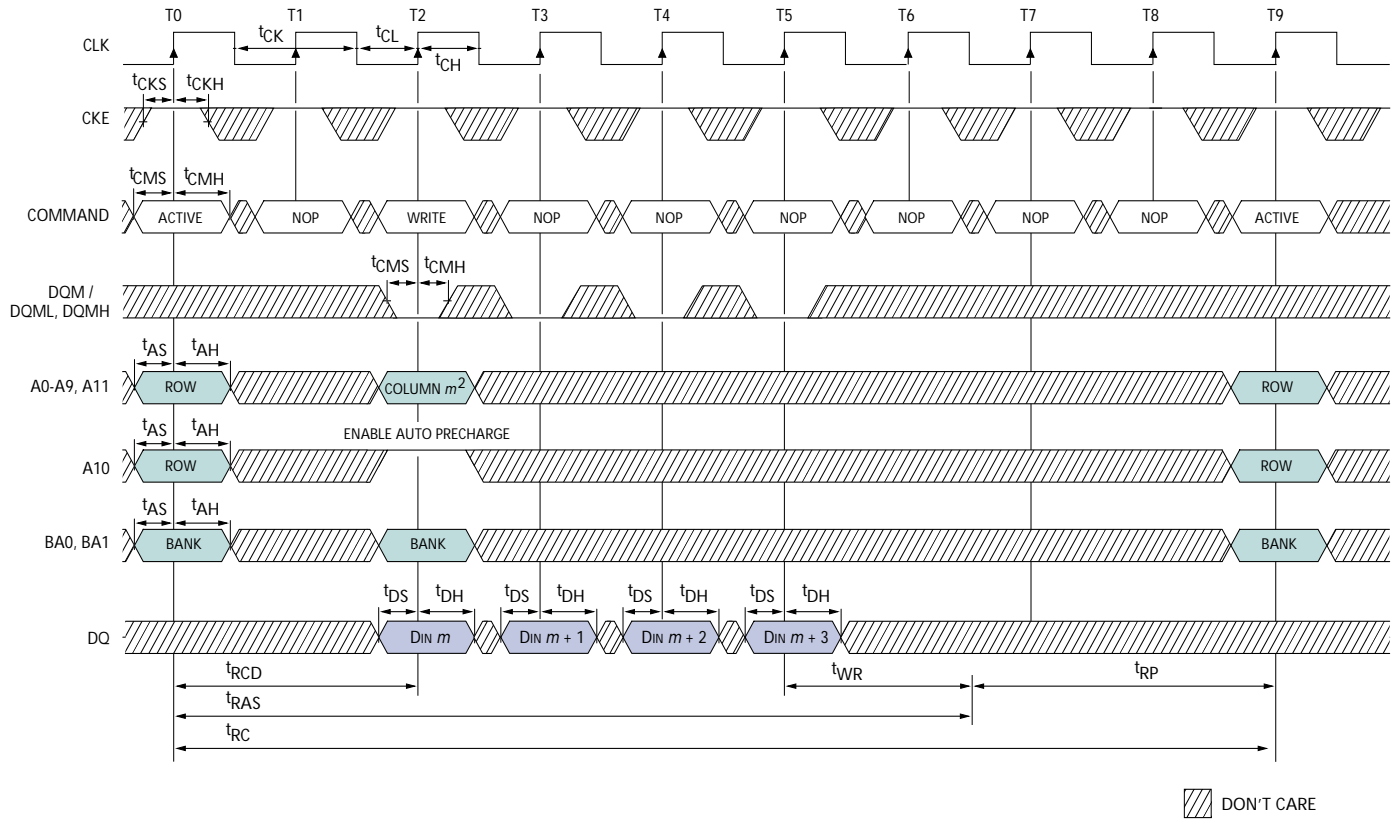 T0 T1 T2 T3 T4 T5 T6 T7 T8 T9
CLK tCK tCL tCH
tCKS tCKH
CKE
tCMS tCMH
COMMAND ACTIVE NOP WRITE NOP NOP NOP NOP NOP NOP ACTIVE
tCMS tCMH
DQM /
DQML, DQMH
tAS tAH
A0-A9, A11 ROW COLUMN m2 ROW
tAS tAH ENABLE AUTO PRECHARGE
A10 ROW ROW
tAS tAH
BA0, BA1 BANK BANK BANK
tDS tDH tDS tDH tDS tDH tDS tDH
DQ DIN m DIN m + 1 DIN m + 2 DIN m + 3
tRCD tWR tRP
tRAS
tRC
DON'T CARE